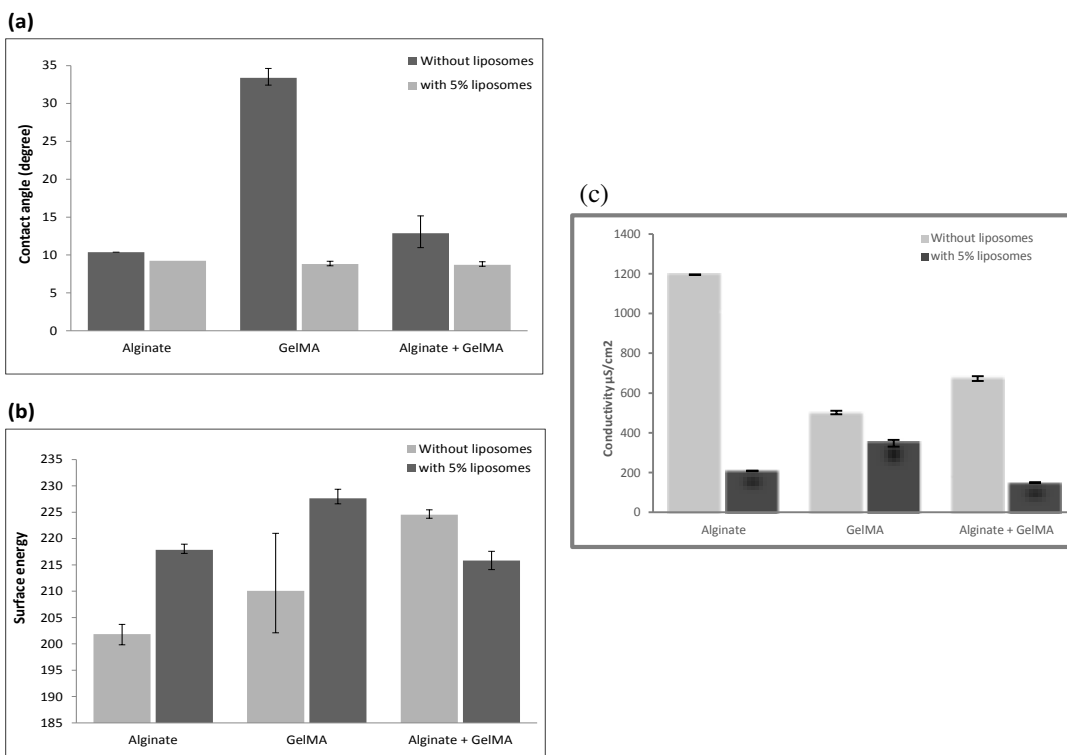 (a)
35
30
25
20
15
10
5
0
Contact angle (degree)
Without liposomes
with 5% liposomes
Alginate
GelMA
Alginate + GelMA
(b)
235
230
225
220
215
210
205
200
195
190
185
Surface energy
Without liposomes
with 5% liposomes
Alginate
GelMA
Alginate + GelMA
(c)
1400
1200
1000
800
600
400
200
0
Conductivity µS/cm2
Without liposomes
with 5% liposomes
Alginate
GelMA
Alginate + GelMA